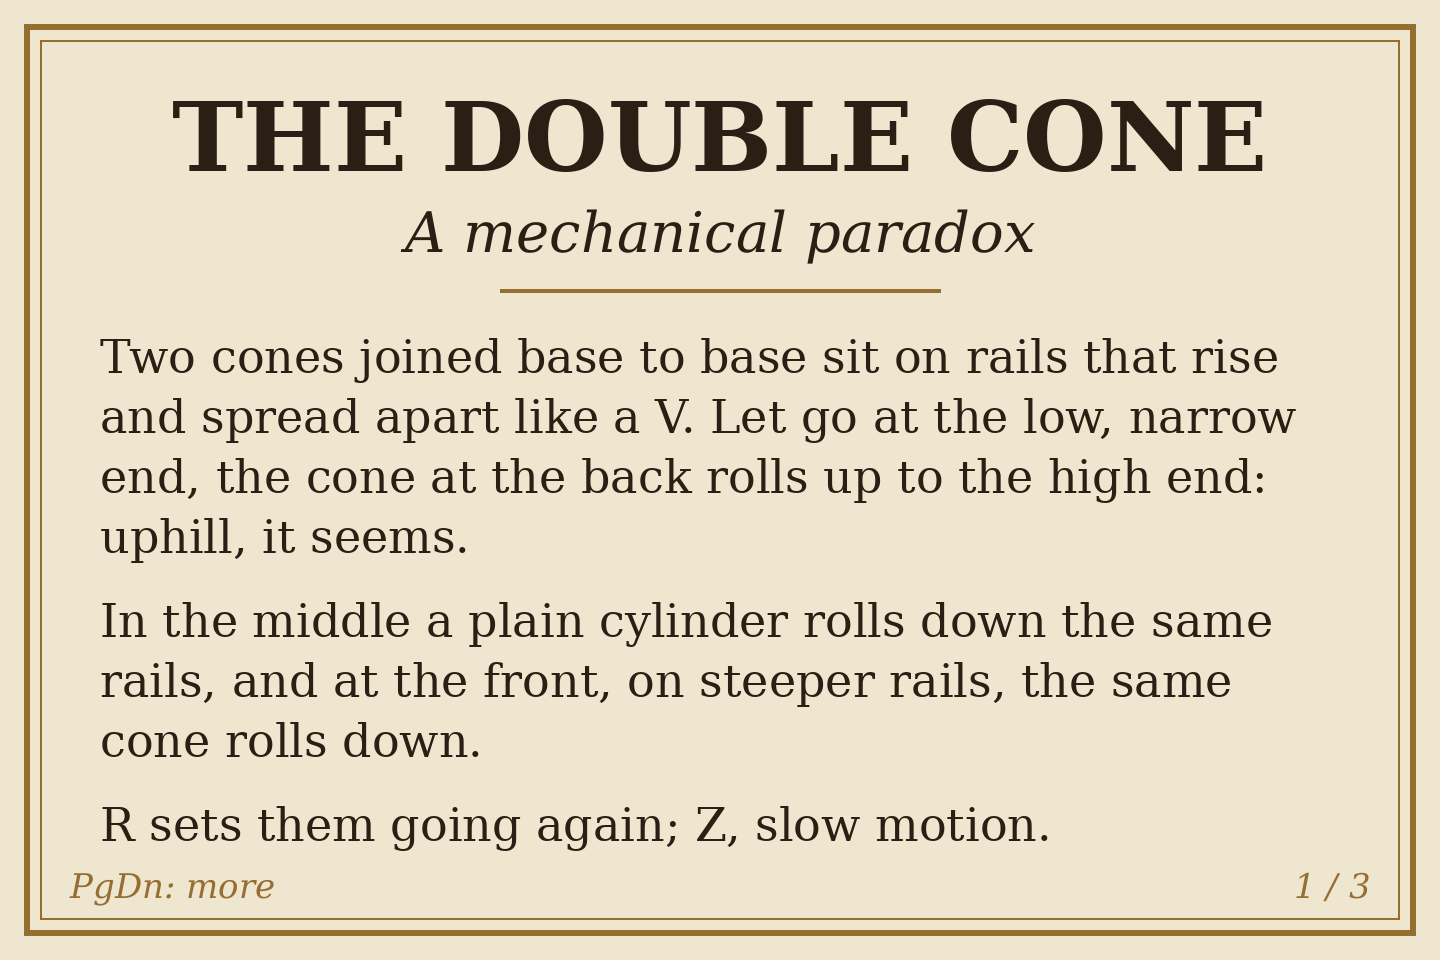 THE DOUBLE CONE
A mechanical paradox
Two cones joined base to base sit on rails that rise
and spread apart like a V. Let go at the low, narrow
end, the cone at the back rolls up to the high end:
uphill, it seems.
In the middle a plain cylinder rolls down the same
rails, and at the front, on steeper rails, the same
cone rolls down.
R sets them going again; Z, slow motion.
PgDn: more
1 / 3